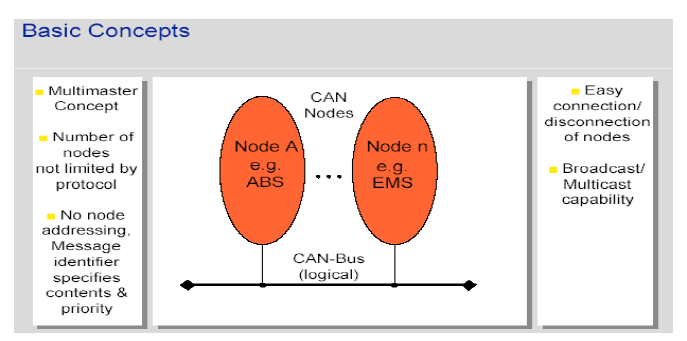 Basic Concepts
Multimaster
Concept
Number of
nodes
not limited by
protocol
No node
addressing,
Message
identifier
specifies
contents &
priority
CAN
Nodes
Node A
e.g.
ABS
...
Node n
e.g.
EMS
CAN-Bus
(logical)
Easy
connection/
disconnection
of nodes
Broadcast/
Multicast
capability